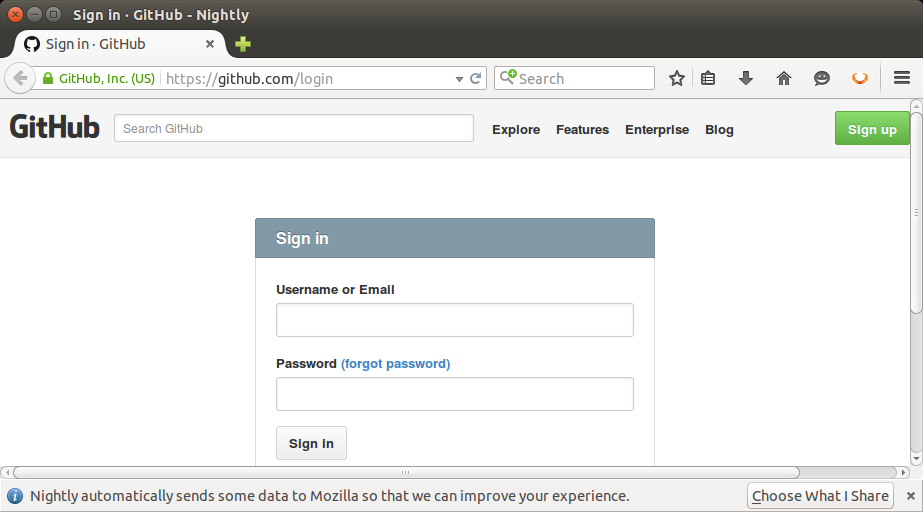 Sign in · GitHub - Nightly
Sign in · GitHub
GitHub, Inc. (US) https://github.com/login Search
GitHub Search GitHub Explore Features Enterprise Blog Sign up
Sign in
Username or Email
Password (forgot password)
Sign in
Nightly automatically sends some data to Mozilla so that we can improve your experience. Choose What I Share